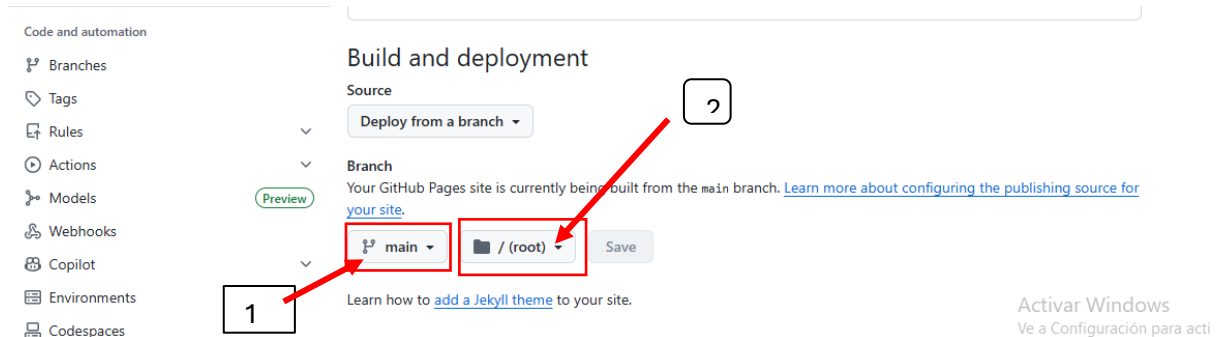 Code and automation
Branches
Tags
Rules
Actions
Models Preview
Webhooks
Copilot
Environments
Codespaces
Build and deployment
Source
Deploy from a branch
2
Branch
Your GitHub Pages site is currently being built from the main branch. Learn more about configuring the publishing source for
your site.
main / (root) Save
1
Learn how to add a Jekyll theme to your site.
Activar Windows
Ve a Configuración para acti